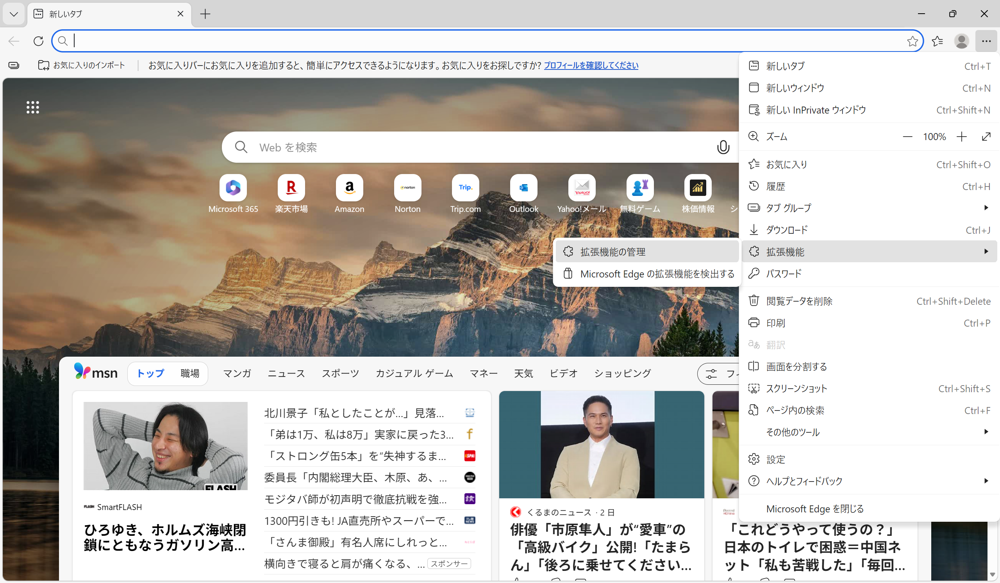 新しいタブ
お気に入りのインポート
お気に入りバーにお気に入りを追加すると、簡単にアクセスできるようになります。お気に入りをお探しですか? プロフィールを確認してください
Web を検索
Microsoft 365
楽天市場
Amazon
Norton
Trip.com
Outlook
Yahoo!メール
無料ゲーム
株価情報
シ
norton
Trip.
YAHOO!
新しいタブ Ctrl+T
新しいウィンドウ Ctrl+N
新しい InPrivate ウィンドウ Ctrl+Shift+N
ズーム 100%
お気に入り Ctrl+Shift+O
履歴 Ctrl+H
タブ グループ
ダウンロード Ctrl+J
拡張機能
拡張機能の管理
Microsoft Edge の拡張機能を検出する
パスワード
閲覧データを削除 Ctrl+Shift+Delete
印刷 Ctrl+P
翻訳
画面を分割する
スクリーンショット Ctrl+Shift+S
ページ内の検索 Ctrl+F
その他のツール
設定
ヘルプとフィードバック
Microsoft Edge を閉じる
msn
トップ 職場 マンガ ニュース スポーツ カジュアル ゲーム マネー 天気 ビデオ ショッピング
フィ
FLASH
FLASH SmartFLASH
ひろゆき、ホルムズ海峡閉
鎖にともなうガソリン高...
北川景子「私としたことが...」見落...
「弟は1万、私は8万」実家に戻った3...
「ストロング缶5本」を“失神するま...
委員長「内閣総理大臣、木原、あ、...
モジタバ師が初声明で徹底抗戦を強...
1300円引きも! JA直売所やスーパーで...
「さんま御殿」有名人席にしれっと...
横向きで寝ると肩が痛くなる、... スポンサー
くるまのニュース · 2 日
俳優「市原隼人」が“愛車”の
「高級バイク」公開!「たまら
ん」「後ろに乗せてください...
Record China
「これどうやって使うの？」
日本のトイレで困惑＝中国ネ
ット「私も苦戦した」「毎回...